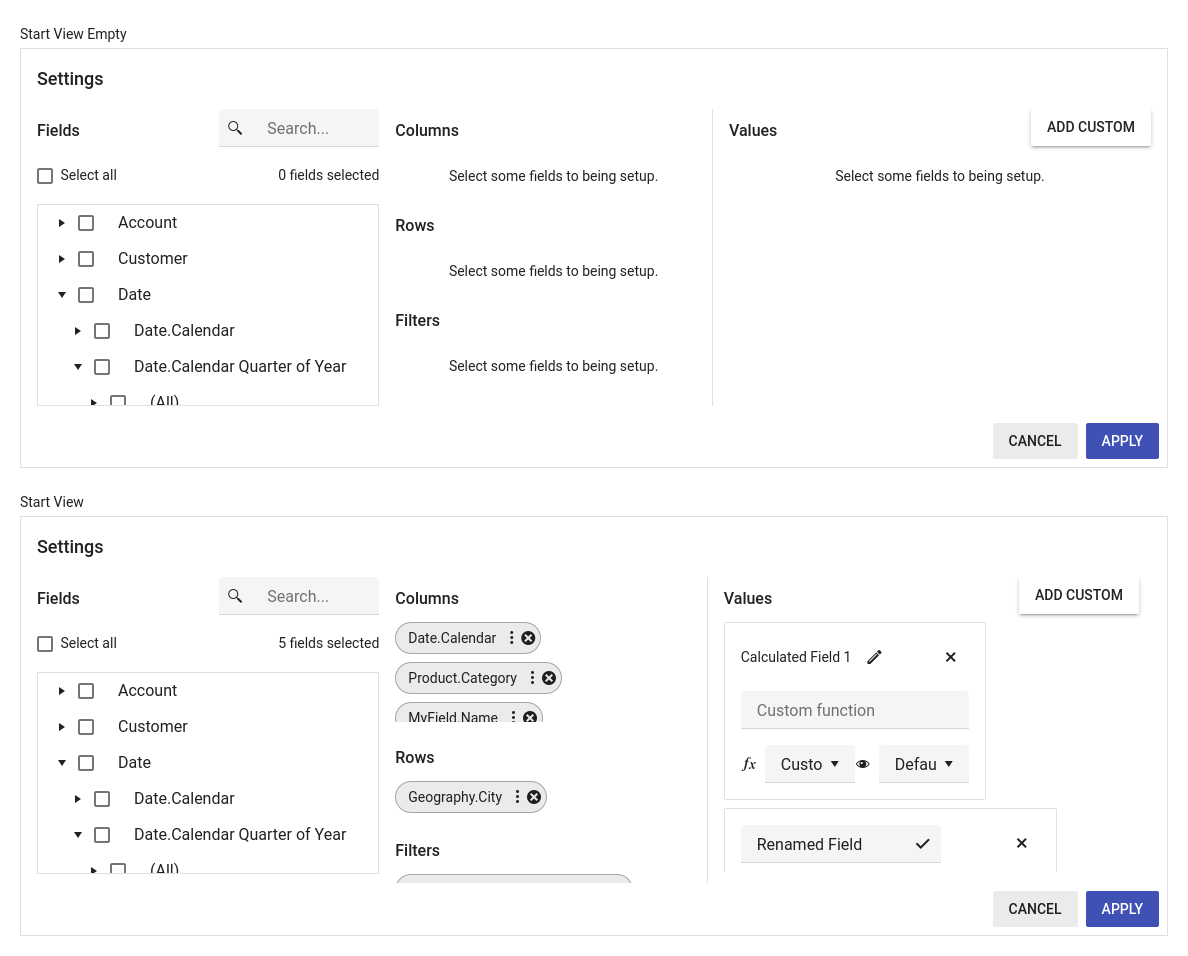 Start View Empty
Settings
Fields
Search...
Select all
0 fields selected
Account
Customer
Date
Date.Calendar
Date.Calendar Quarter of Year
(All)
Columns
Select some fields to being setup.
Rows
Select some fields to being setup.
Filters
Select some fields to being setup.
Values
ADD CUSTOM
Select some fields to being setup.
CANCEL
APPLY
Start View
Settings
Fields
Search...
Select all
5 fields selected
Account
Customer
Date
Date.Calendar
Date.Calendar Quarter of Year
(All)
Columns
Date.Calendar
Product.Category
MyField.Name
Rows
Geography.City
Filters
Values
ADD CUSTOM
Calculated Field 1
Custom function
fx
Custo
Defau
Renamed Field
CANCEL
APPLY